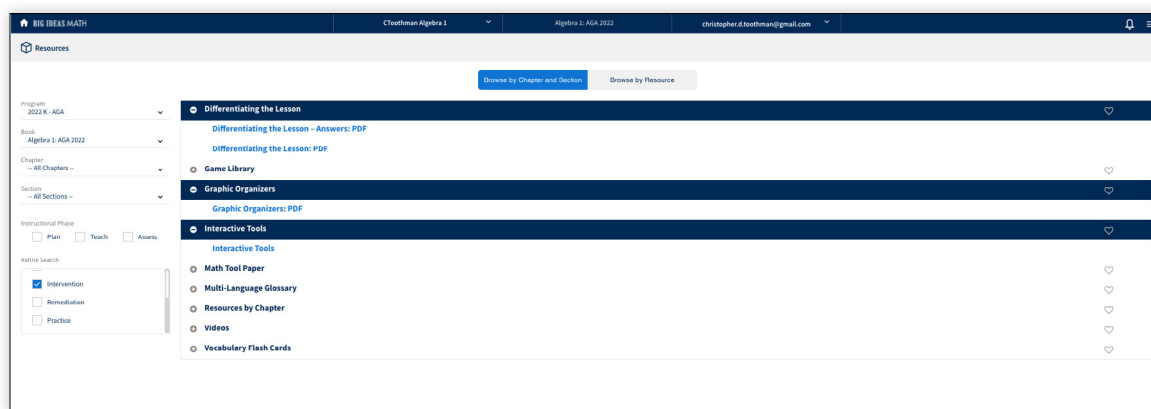 BIG IDEAS MATH
CToothman Algebra 1
Algebra 1: AGA 2022
christopher.d.toothman@gmail.com
Resources
Browse by Chapter and Section
Browse by Resource
Program
2022 K - AGA
Book
Algebra 1: AGA 2022
Chapter
-- All Chapters --
Section
-- All Sections --
Instructional Phase
Plan
Teach
Assess
Refine Search
Intervention
Remediation
Practice
Differentiating the Lesson
Differentiating the Lesson – Answers: PDF
Differentiating the Lesson: PDF
Game Library
Graphic Organizers
Graphic Organizers: PDF
Interactive Tools
Interactive Tools
Math Tool Paper
Multi-Language Glossary
Resources by Chapter
Videos
Vocabulary Flash Cards